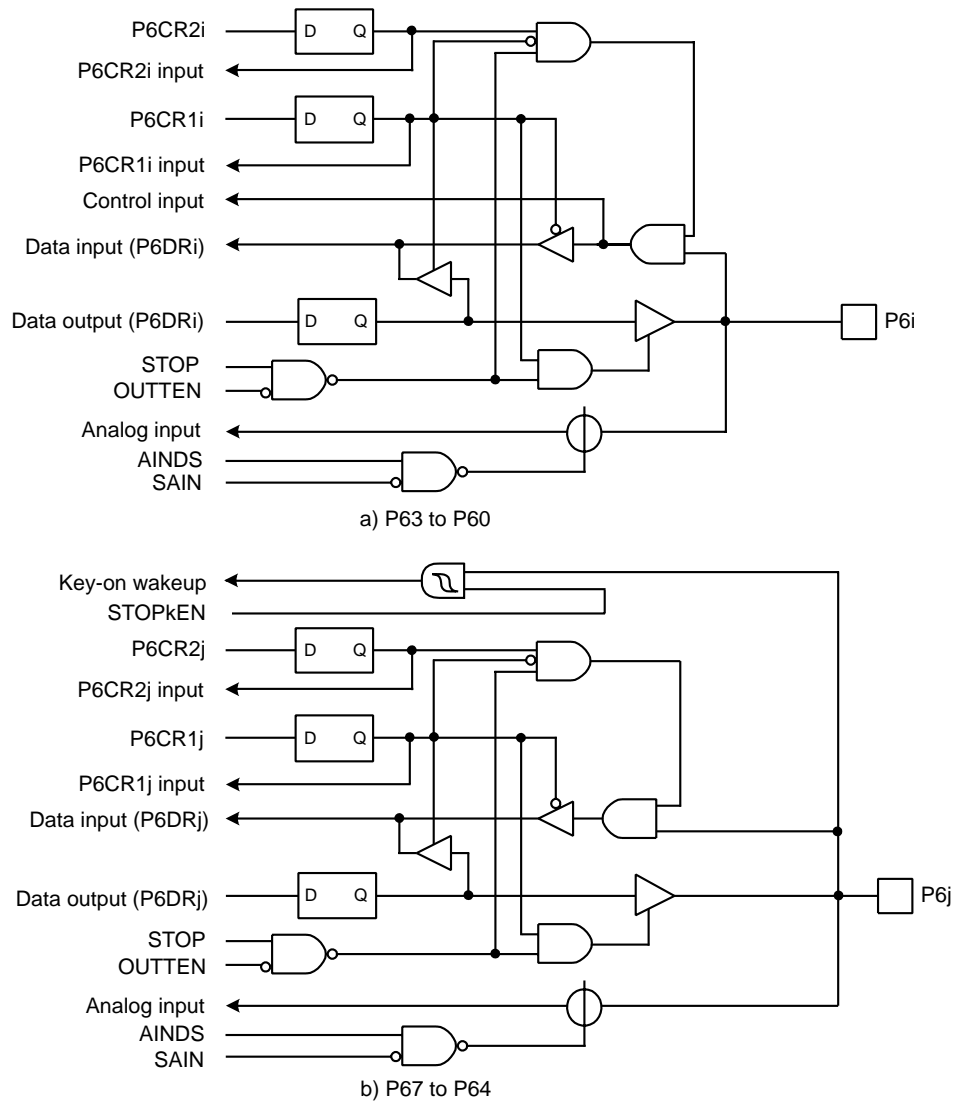 P6CR2i
D Q
P6CR2i input
P6CR1i
D Q
P6CR1i input
Control input
Data input (P6DRi)
Data output (P6DRi)
D Q
P6i
STOP
OUTTEN
Analog input
AINDS
SAIN
a) P63 to P60
Key-on wakeup
STOPkEN
P6CR2j
D Q
P6CR2j input
P6CR1j
D Q
P6CR1j input
Data input (P6DRj)
Data output (P6DRj)
D Q
P6j
STOP
OUTTEN
Analog input
AINDS
SAIN
b) P67 to P64